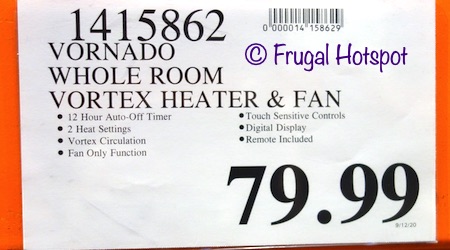 1415862
0000014158629
© Frugal Hotspot
VORNADO
WHOLE ROOM
VORTEX HEATER & FAN
• 12 Hour Auto-Off Timer
• 2 Heat Settings
• Vortex Circulation
• Fan Only Function
• Touch Sensitive Controls
• Digital Display
• Remote Included
79.99
8/12/20